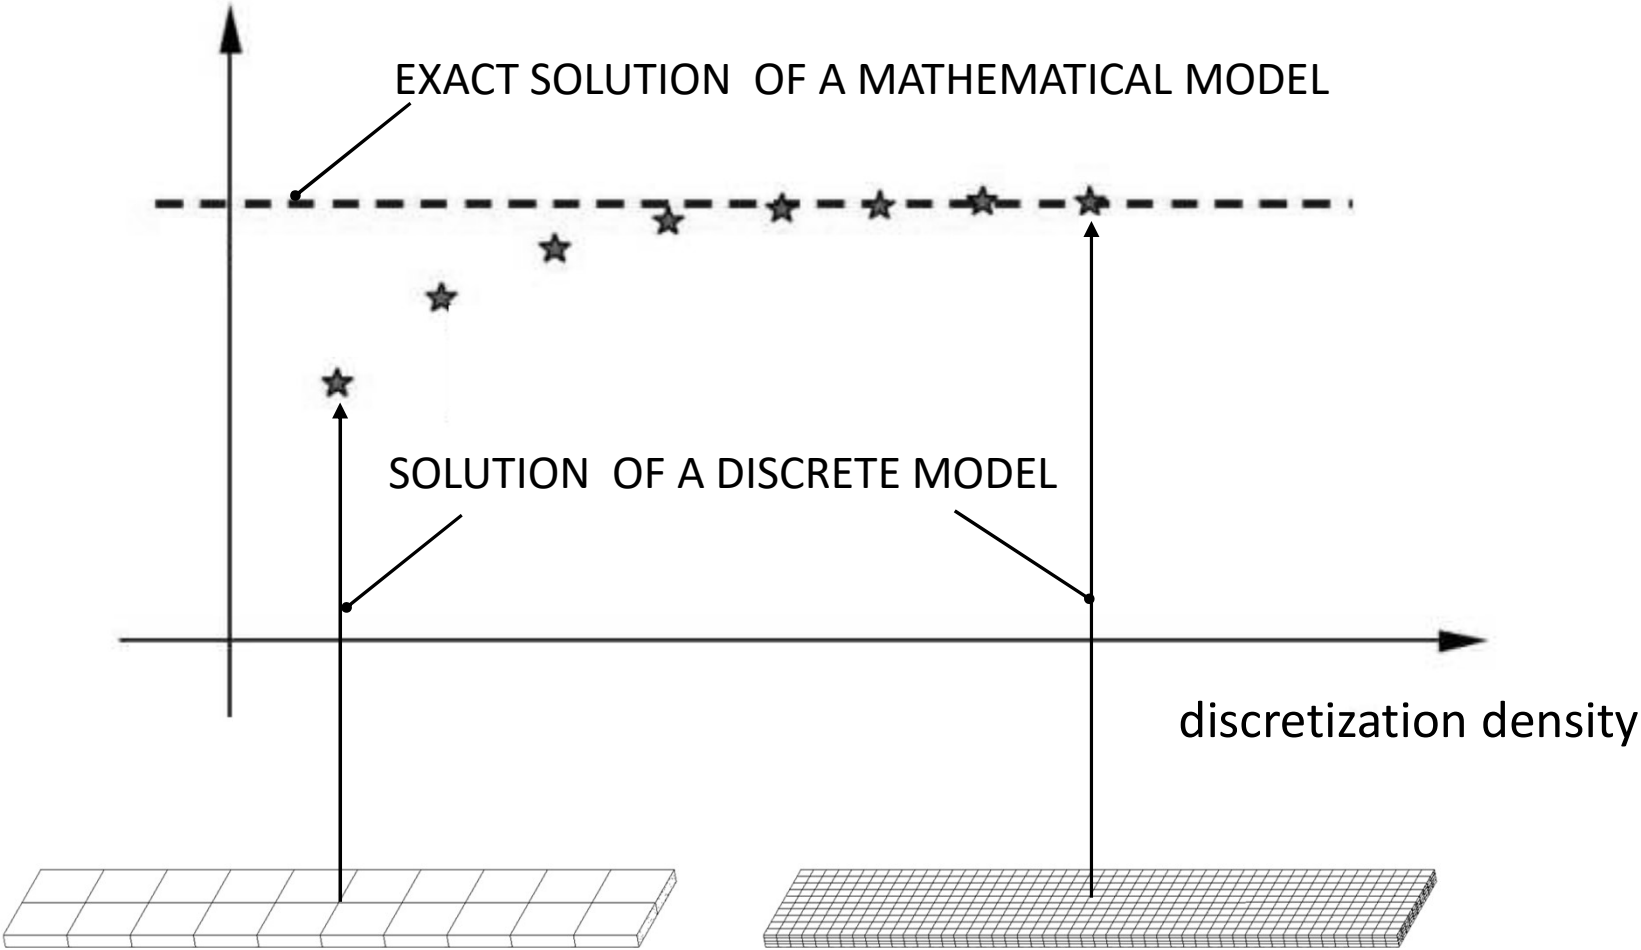 EXACT SOLUTION OF A MATHEMATICAL MODEL
SOLUTION OF A DISCRETE MODEL
discretization density